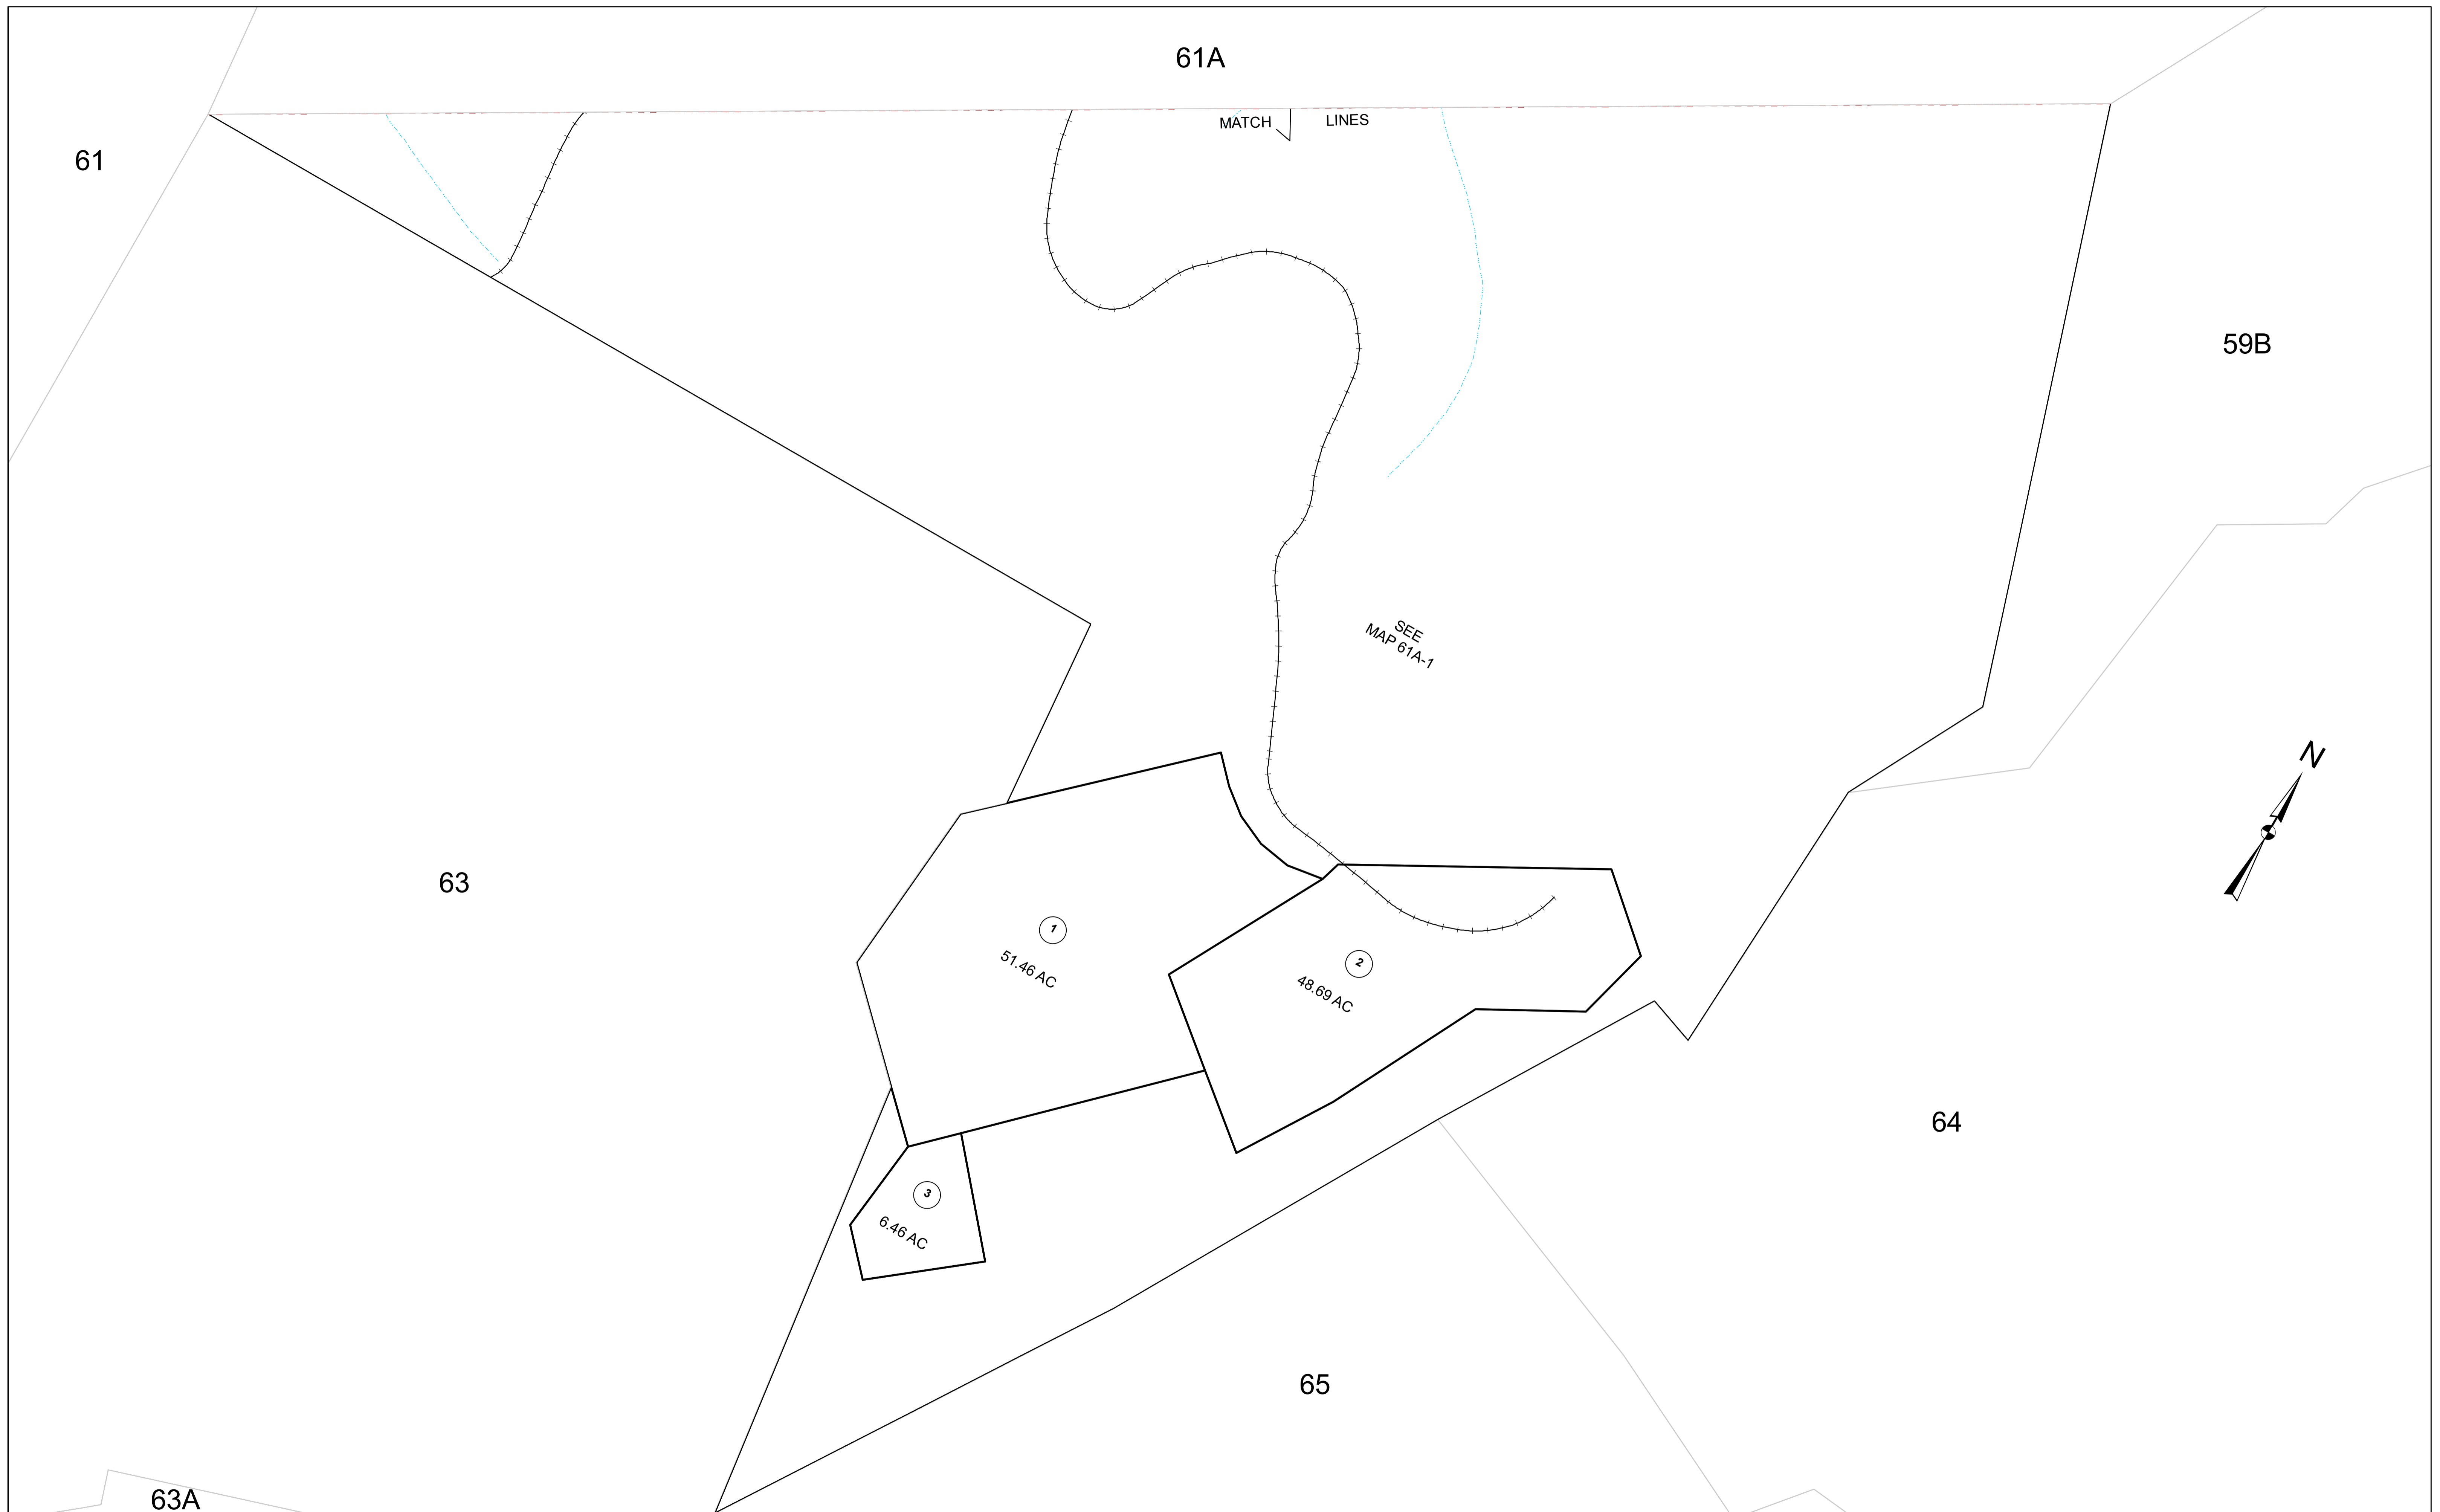 61A
MATCH LINES
61
59B
SEE
MAP 61A-1
N
63
1
51.46 AC
2
48.69 AC
64
3
6.46 AC
65
63A